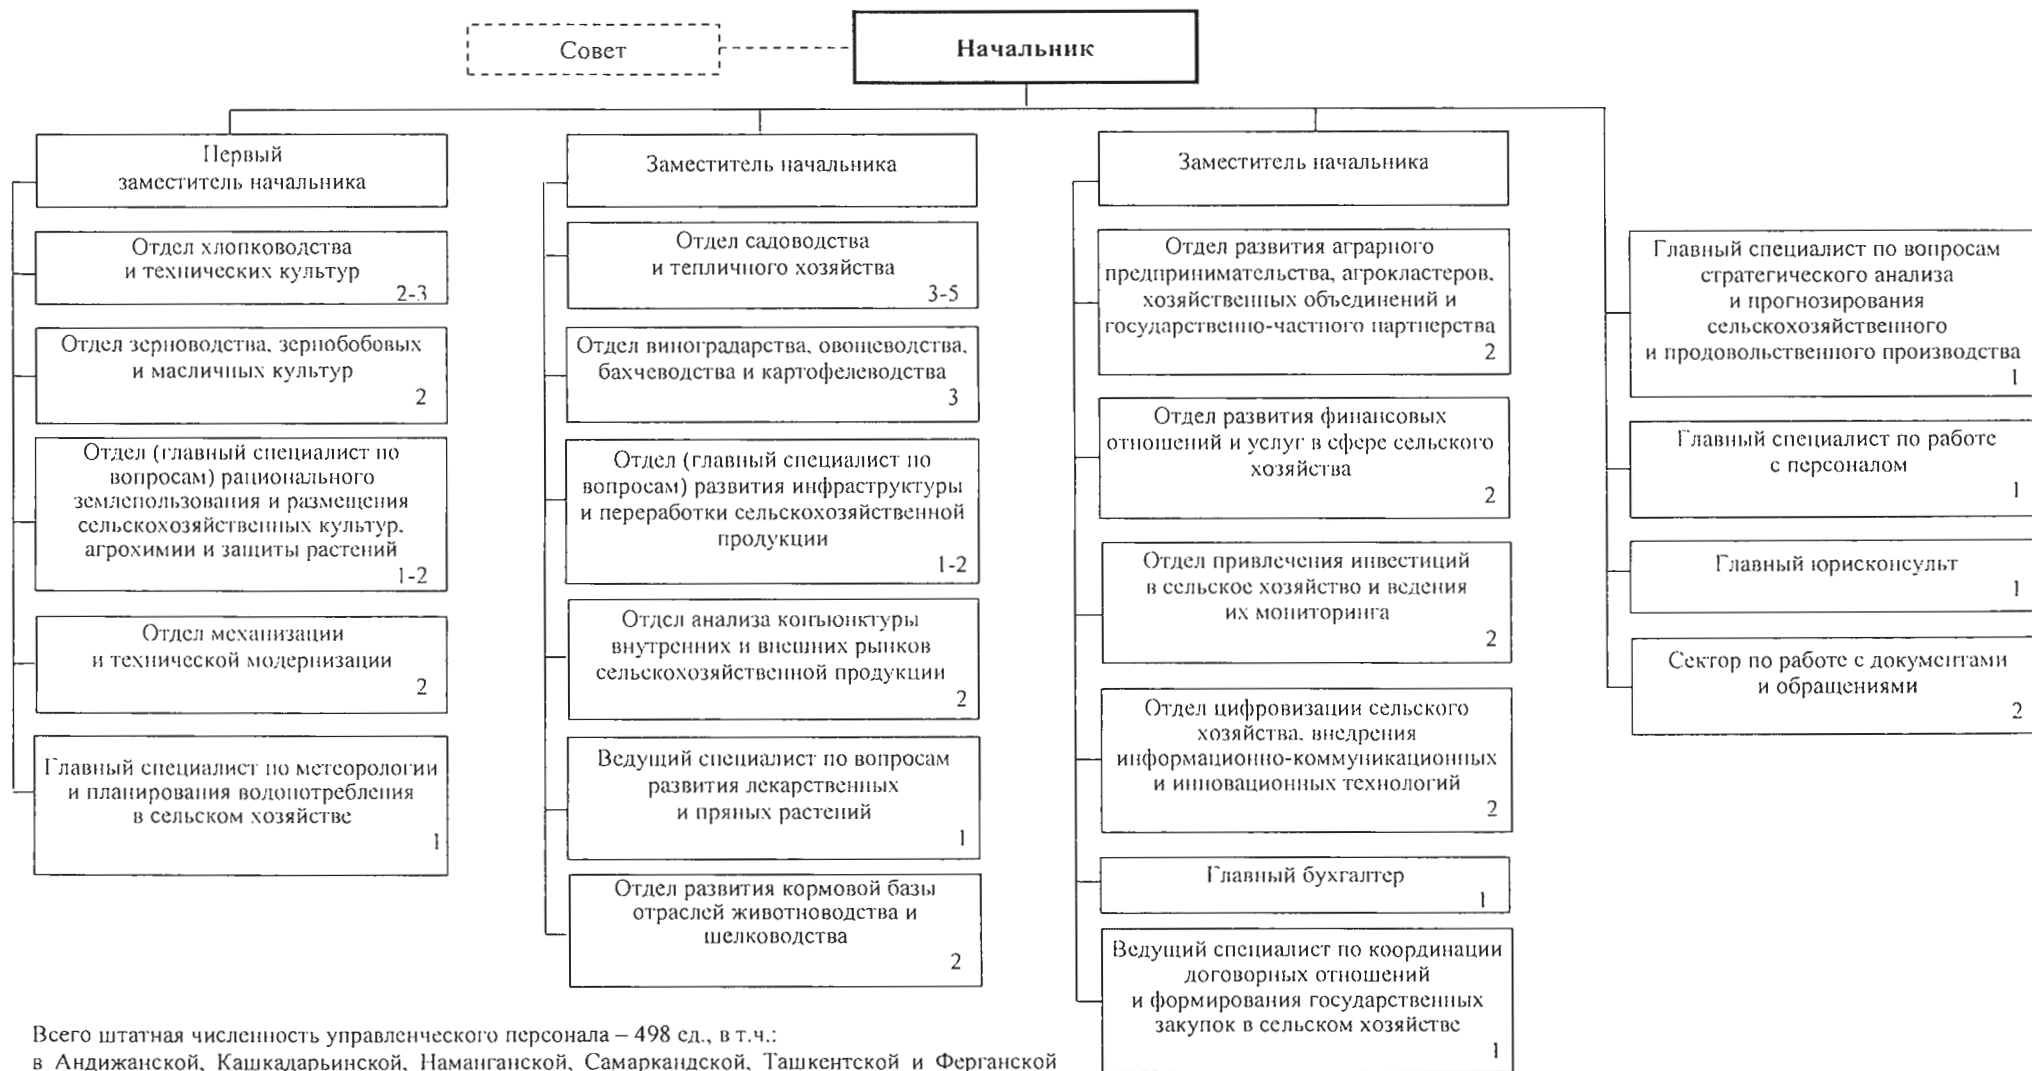 Совет
Начальник
Первый
заместитель начальника
Отдел хлопководства
и технических культур
2-3
Отдел зерноводства, зернобобовых
и масличных культур
2
Отдел (главный специалист по
вопросам) рационального
землепользования и размещения
сельскохозяйственных культур,
агрохимии и защиты растений
1-2
Отдел механизации
и технической модернизации
2
Главный специалист по метеорологии
и планирования водопотребления
в сельском хозяйстве
1
Заместитель начальника
Отдел садоводства
и тепличного хозяйства
3-5
Отдел виноградарства, овощеводства,
бахчеводства и картофелеводства
3
Отдел (главный специалист по
вопросам) развития инфраструктуры
и переработки сельскохозяйственной
продукции
1-2
Отдел анализа конъюнктуры
внутренних и внешних рынков
сельскохозяйственной продукции
2
Ведущий специалист по вопросам
развития лекарственных
и пряных растений
1
Отдел развития кормовой базы
отраслей животноводства и
шелководства
2
Заместитель начальника
Отдел развития аграрного
предпринимательства, агрокластеров,
хозяйственных объединений и
государственно-частного партнерства
2
Отдел развития финансовых
отношений и услуг в сфере сельского
хозяйства
2
Отдел привлечения инвестиций
в сельское хозяйство и ведения
их мониторинга
2
Отдел цифровизации сельского
хозяйства, внедрения
информационно-коммуникационных
и инновационных технологий
2
Главный бухгалтер
1
Ведущий специалист по координации
договорных отношений
и формирования государственных
закупок в сельском хозяйстве
1
Главный специалист по вопросам
стратегического анализа
и прогнозирования
сельскохозяйственного
и продовольственного производства
1
Главный специалист по работе
с персоналом
1
Главный юрисконсульт
1
Сектор по работе с документами
и обращениями
2
Всего штатная численность управленческого персонала – 498 ед., в т.ч.:
в Андижанской, Кашкадарьинской, Наманганской, Самаркандской, Ташкентской и Ферганской